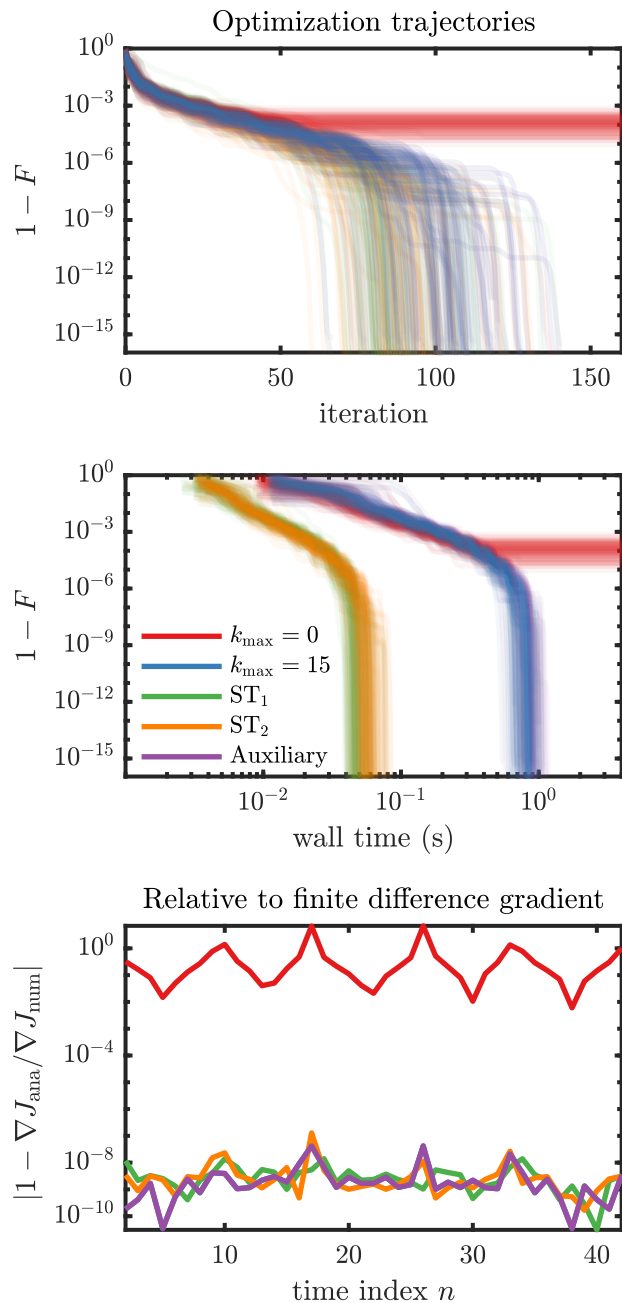 Optimization trajectories
10^0
10^-3
10^-6
10^-9
10^-12
10^-15
1 − F
0 50 100 150
iteration
10^0
10^-3
10^-6
10^-9
10^-12
10^-15
1 − F
k_max = 0
k_max = 15
ST_1
ST_2
Auxiliary
10^-2 10^-1 10^0
wall time (s)
Relative to finite difference gradient
10^0
10^-4
10^-8
10^-10
|1 − ∇J_ana/∇J_num|
10 20 30 40
time index n